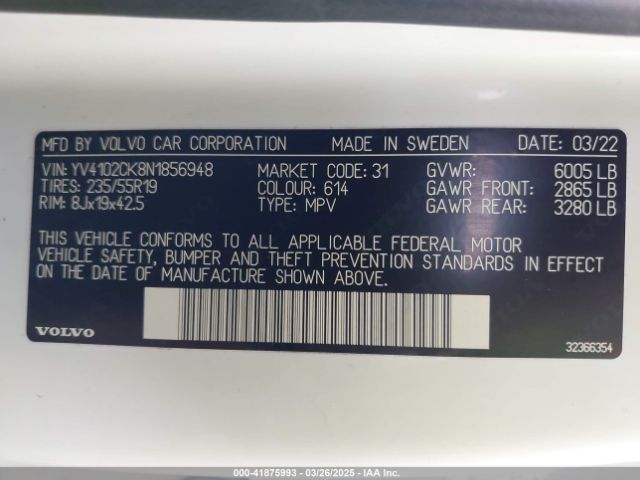 MFD BY VOLVO CAR CORPORATION MADE IN SWEDEN DATE: 03/22
VIN: YV4102CK8N1856948 MARKET CODE: 31 GVWR: 6005 LB
TIRES: 235/55R19 COLOUR: 614 GAWR FRONT: 2865 LB
RIM: 8Jx19x42.5 TYPE: MPV GAWR REAR: 3280 LB
THIS VEHICLE CONFORMS TO ALL APPLICABLE FEDERAL MOTOR
VEHICLE SAFETY, BUMPER AND THEFT PREVENTION STANDARDS IN EFFECT
ON THE DATE OF MANUFACTURE SHOWN ABOVE.
VOLVO
32366354
000-41875993 / 03/26/2025 / IAAI.COM